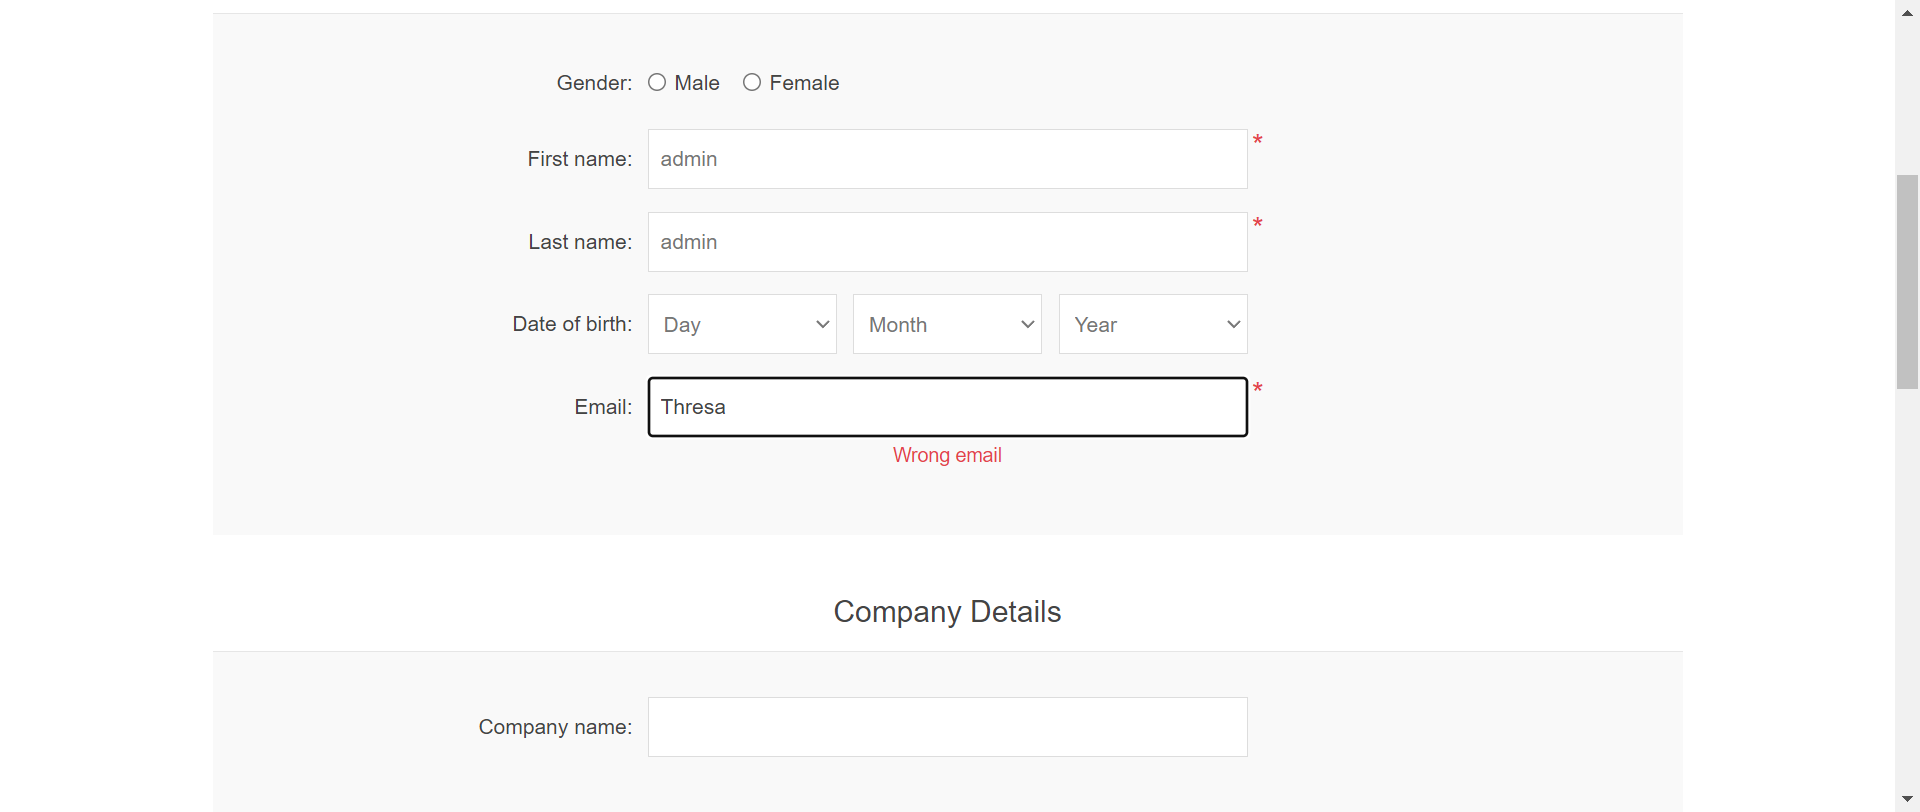 Gender: Male Female
First name: admin *
Last name: admin *
Date of birth: Day Month Year
Email: Thresa *
Wrong email
Company Details
Company name: